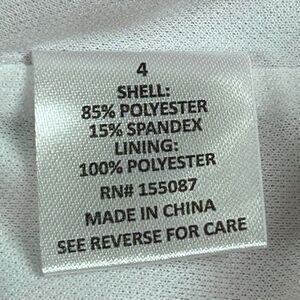 4
SHELL:
85% POLYESTER
15% SPANDEX
LINING:
100% POLYESTER
RN# 155087
MADE IN CHINA
SEE REVERSE FOR CARE